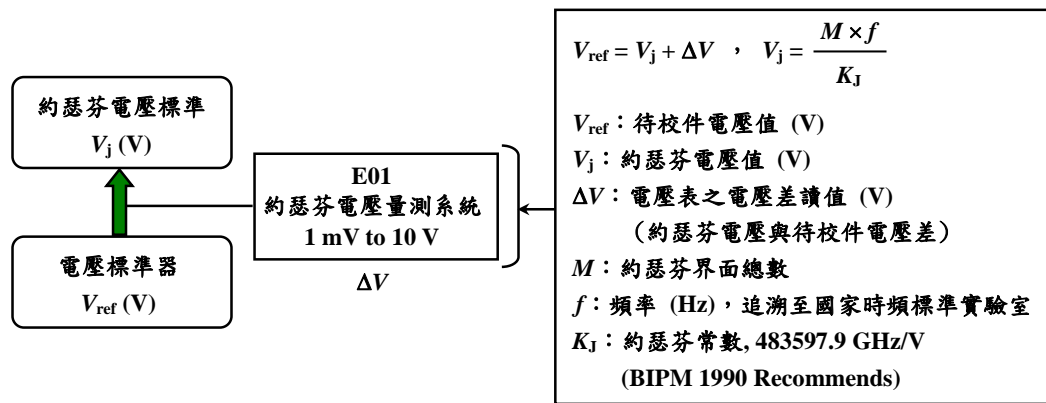 約瑟芬電壓標準
Vj (V)
電壓標準器
Vref (V)
E01
約瑟芬電壓量測系統
1 mV to 10 V
ΔV
Vref = Vj + ΔV , Vj = M × f / KJ
Vref：待校件電壓值 (V)
Vj：約瑟芬電壓值 (V)
ΔV：電壓表之電壓差讀值 (V)
（約瑟芬電壓與待校件電壓差）
M：約瑟芬界面總數
f：頻率 (Hz)，追溯至國家時頻標準實驗室
KJ：約瑟芬常數, 483597.9 GHz/V
(BIPM 1990 Recommends)